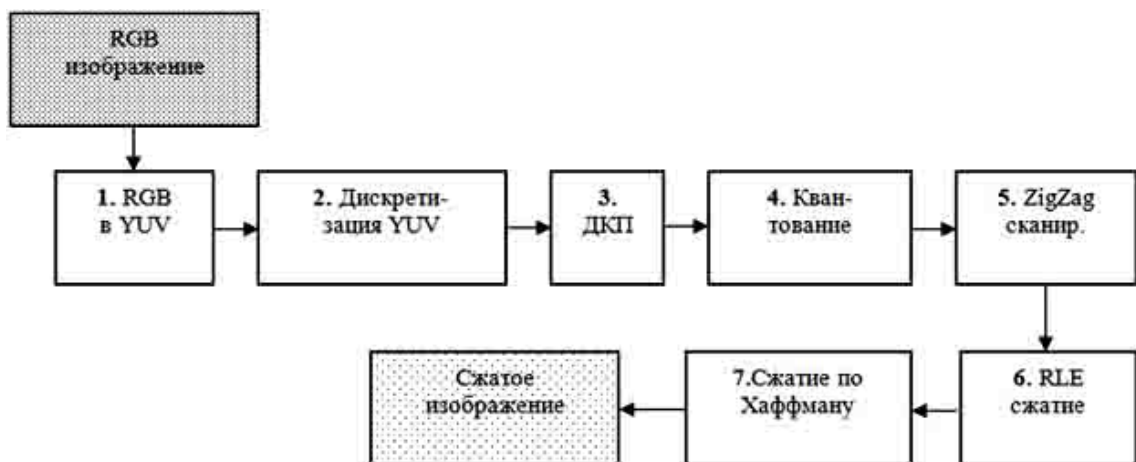 RGB
изображение
1. RGB
в YUV
2. Дискрети-
зация YUV
3.
ДКП
4. Кван-
тование
5. ZigZag
сканир.
6. RLE
сжатие
7.Сжатие по
Хаффману
Сжатое
изображение